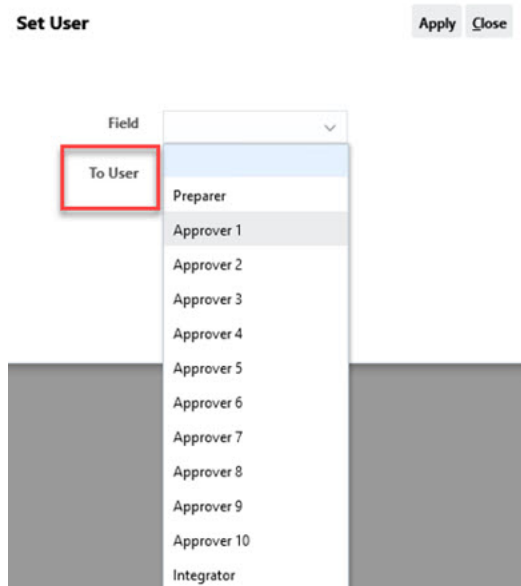 Set User
Apply Close
Field
To User
Preparer
Approver 1
Approver 2
Approver 3
Approver 4
Approver 5
Approver 6
Approver 7
Approver 8
Approver 9
Approver 10
Integrator